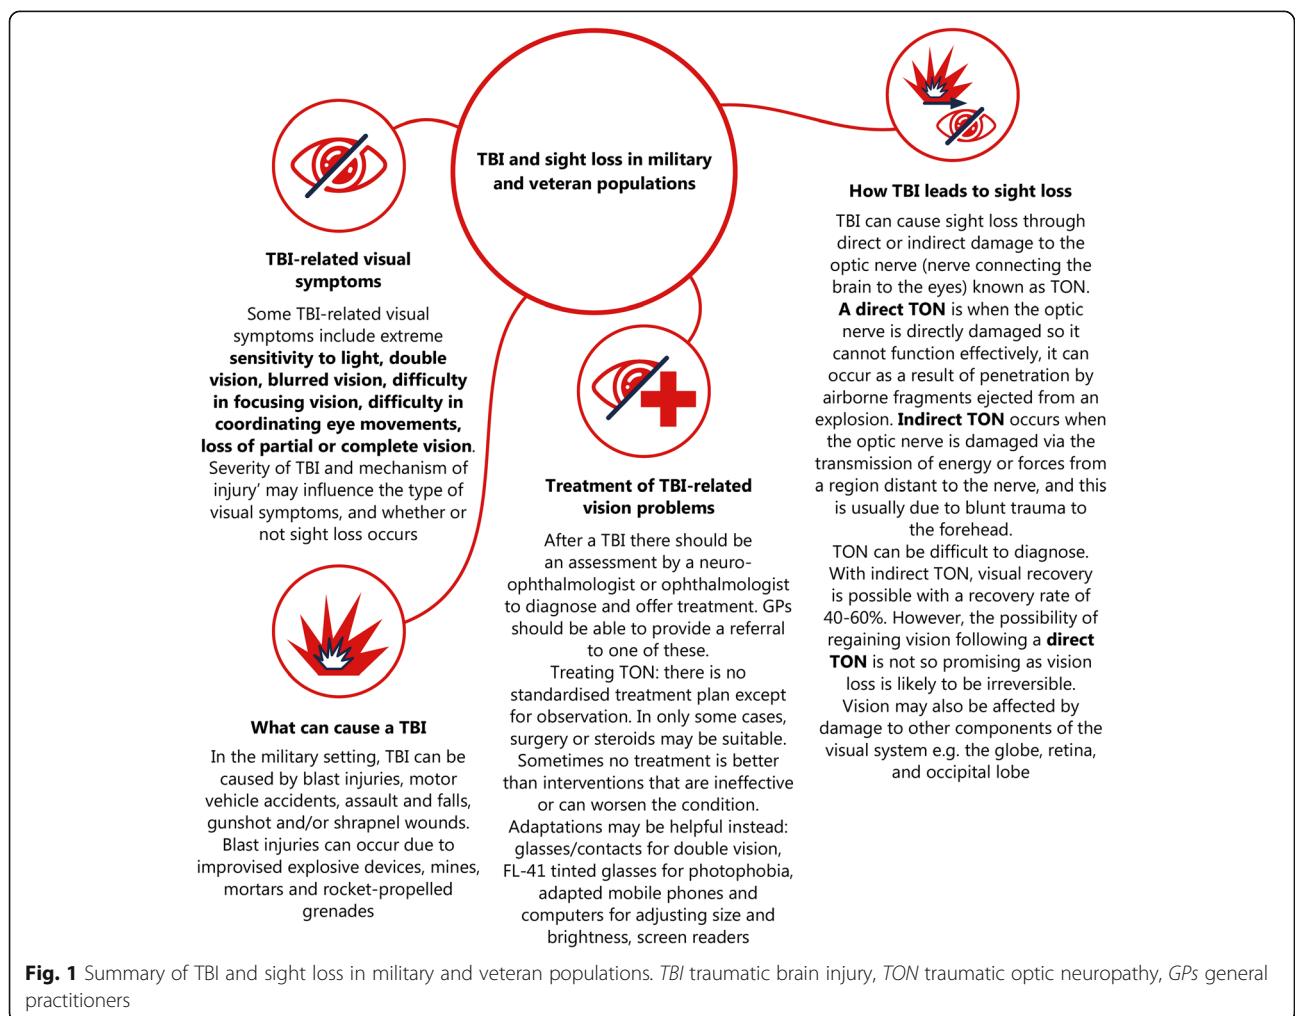 TBI and sight loss in military
and veteran populations
TBI-related visual
symptoms
Some TBI-related visual
symptoms include extreme
sensitivity to light, double
vision, blurred vision, difficulty
in focusing vision, difficulty in
coordinating eye movements,
loss of partial or complete vision.
Severity of TBI and mechanism of
injury’ may influence the type of
visual symptoms, and whether or
not sight loss occurs
What can cause a TBI
In the military setting, TBI can be
caused by blast injuries, motor
vehicle accidents, assault and falls,
gunshot and/or shrapnel wounds.
Blast injuries can occur due to
improvised explosive devices, mines,
mortars and rocket-propelled
grenades
Treatment of TBI-related
vision problems
After a TBI there should be
an assessment by a neuro-
ophthalmologist or ophthalmologist
to diagnose and offer treatment. GPs
should be able to provide a referral
to one of these.
Treating TON: there is no
standardised treatment plan except
for observation. In only some cases,
surgery or steroids may be suitable.
Sometimes no treatment is better
than interventions that are ineffective
or can worsen the condition.
Adaptations may be helpful instead:
glasses/contacts for double vision,
FL-41 tinted glasses for photophobia,
adapted mobile phones and
computers for adjusting size and
brightness, screen readers
How TBI leads to sight loss
TBI can cause sight loss through
direct or indirect damage to the
optic nerve (nerve connecting the
brain to the eyes) known as TON.
A direct TON is when the optic
nerve is directly damaged so it
cannot function effectively, it can
occur as a result of penetration by
airborne fragments ejected from an
explosion. Indirect TON occurs when
the optic nerve is damaged via the
transmission of energy or forces from
a region distant to the nerve, and this
is usually due to blunt trauma to
the forehead.
TON can be difficult to diagnose.
With indirect TON, visual recovery
is possible with a recovery rate of
40-60%. However, the possibility of
regaining vision following a direct
TON is not so promising as vision
loss is likely to be irreversible.
Vision may also be affected by
damage to other components of the
visual system e.g. the globe, retina,
and occipital lobe
Fig. 1 Summary of TBI and sight loss in military and veteran populations. TBI traumatic brain injury, TON traumatic optic neuropathy, GPs general
practitioners